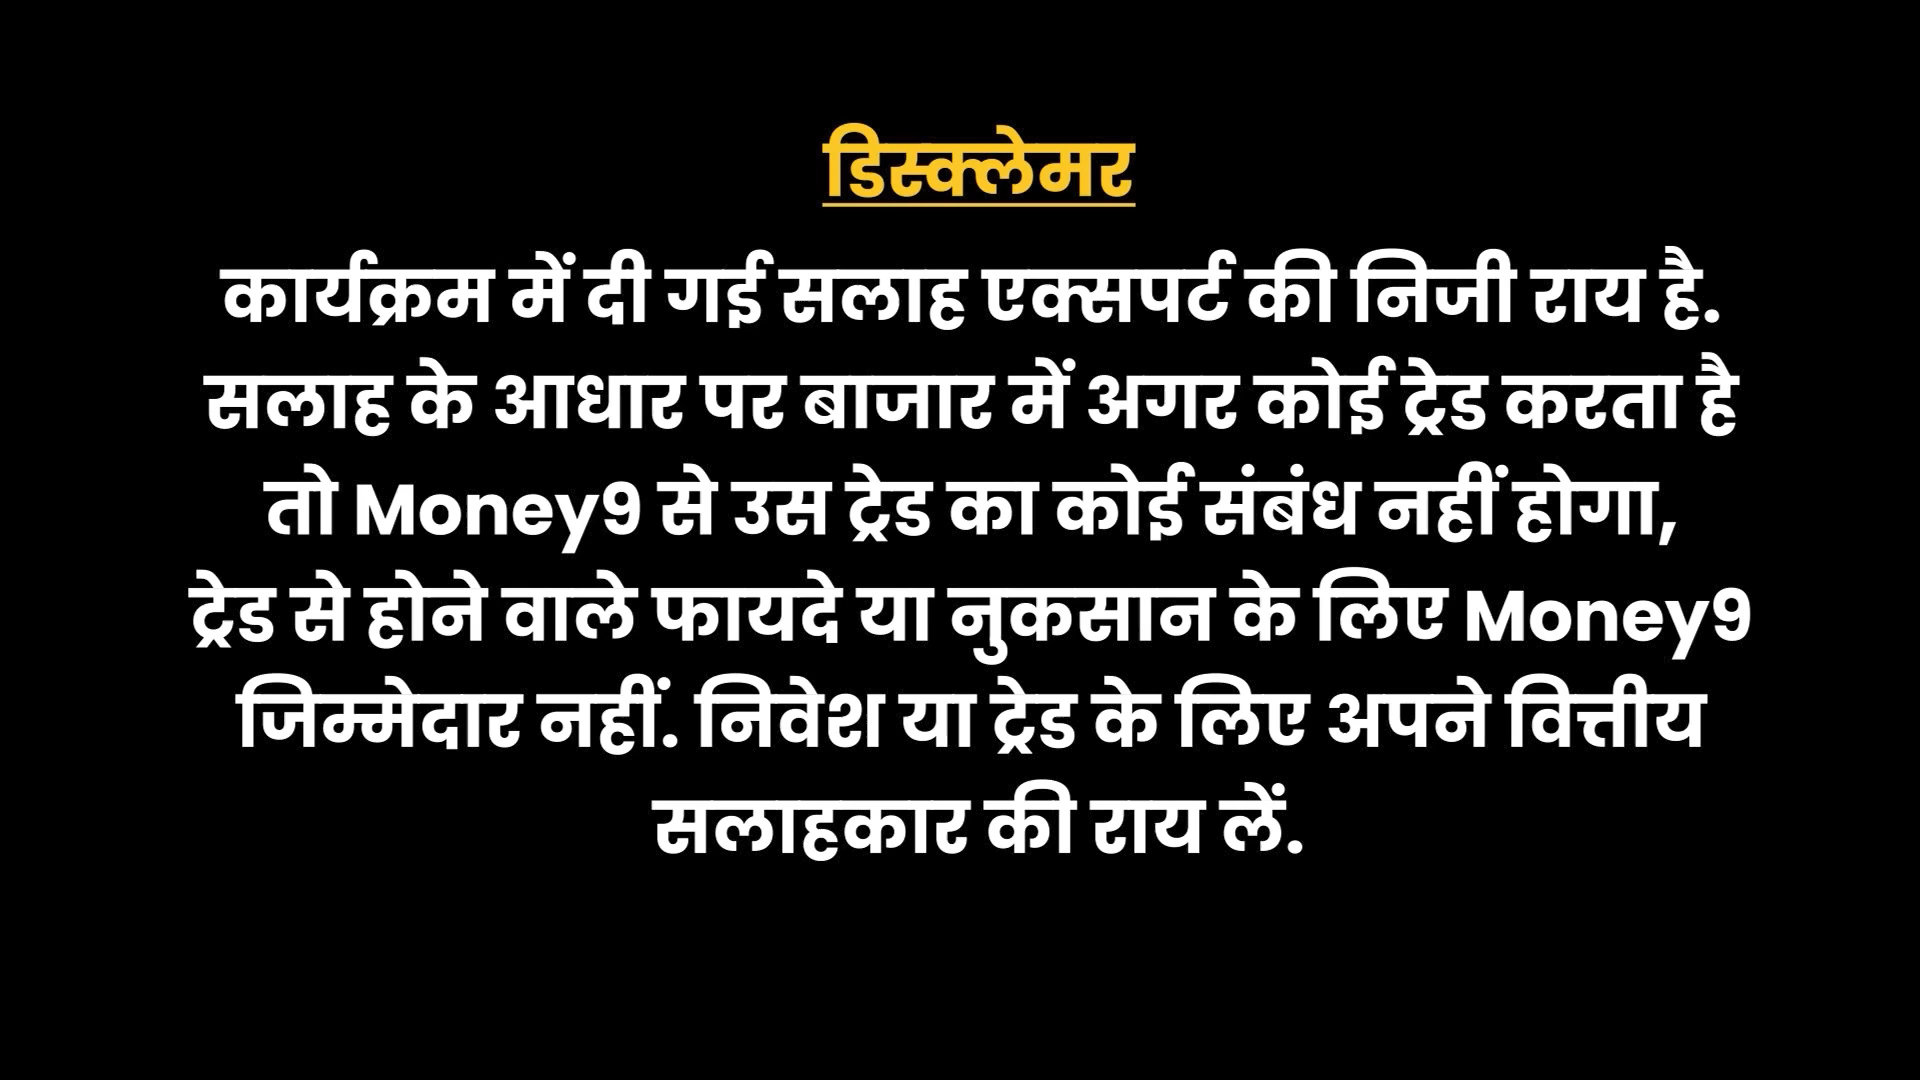 डिस्क्लेमर
कार्यक्रम में दी गई सलाह एक्सपर्ट की निजी राय है.
सलाह के आधार पर बाजार में अगर कोई ट्रेड करता है
तो Money9 से उस ट्रेड का कोई संबंध नहीं होगा,
ट्रेड से होने वाले फायदे या नुकसान के लिए Money9
जिम्मेदार नहीं. निवेश या ट्रेड के लिए अपने वित्तीय
सलाहकार की राय लें.